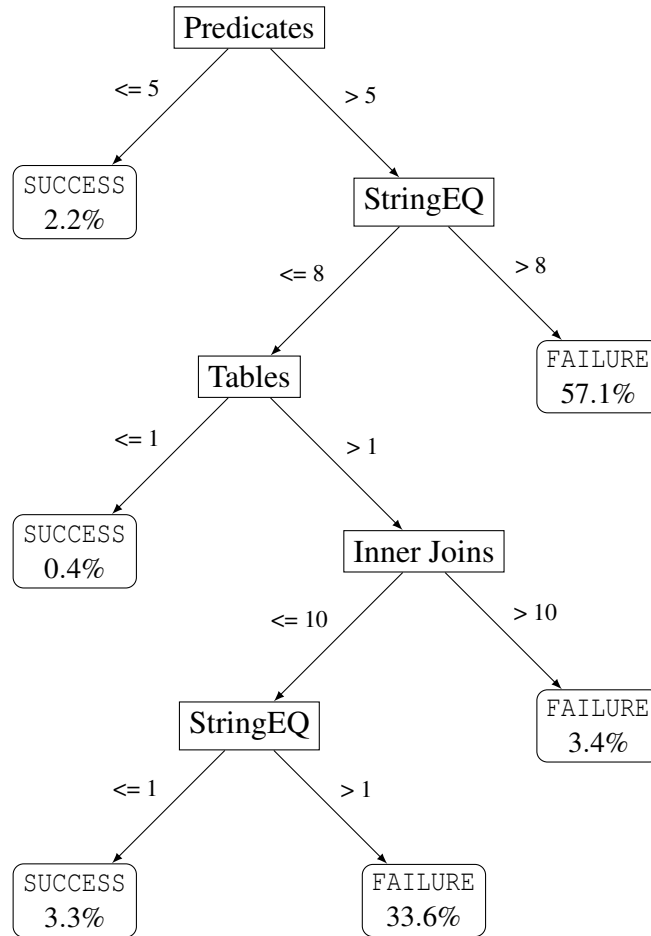 Predicates
<= 5
> 5
SUCCESS
2.2%
StringEQ
<= 8
> 8
Tables
FAILURE
57.1%
<= 1
> 1
SUCCESS
0.4%
Inner Joins
<= 10
> 10
StringEQ
FAILURE
3.4%
<= 1
> 1
SUCCESS
3.3%
FAILURE
33.6%